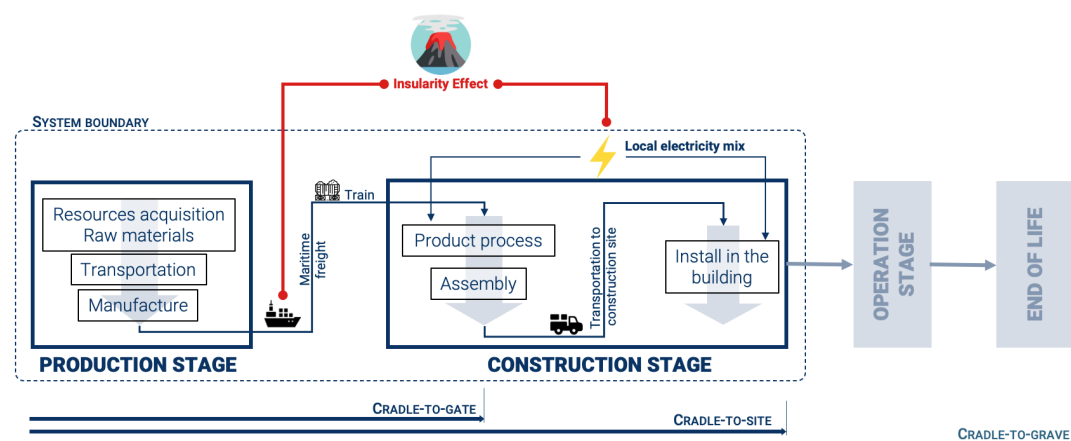 Insularity Effect
SYSTEM BOUNDARY
Local electricity mix
Train
Resources acquisition
Raw materials
Transportation
Manufacture
PRODUCTION STAGE
Maritime
freight
Product process
Assembly
Transportation to
construction site
Install in the
building
CONSTRUCTION STAGE
OPERATION
STAGE
END OF LIFE
CRADLE-TO-GATE
CRADLE-TO-SITE
CRADLE-TO-GRAVE